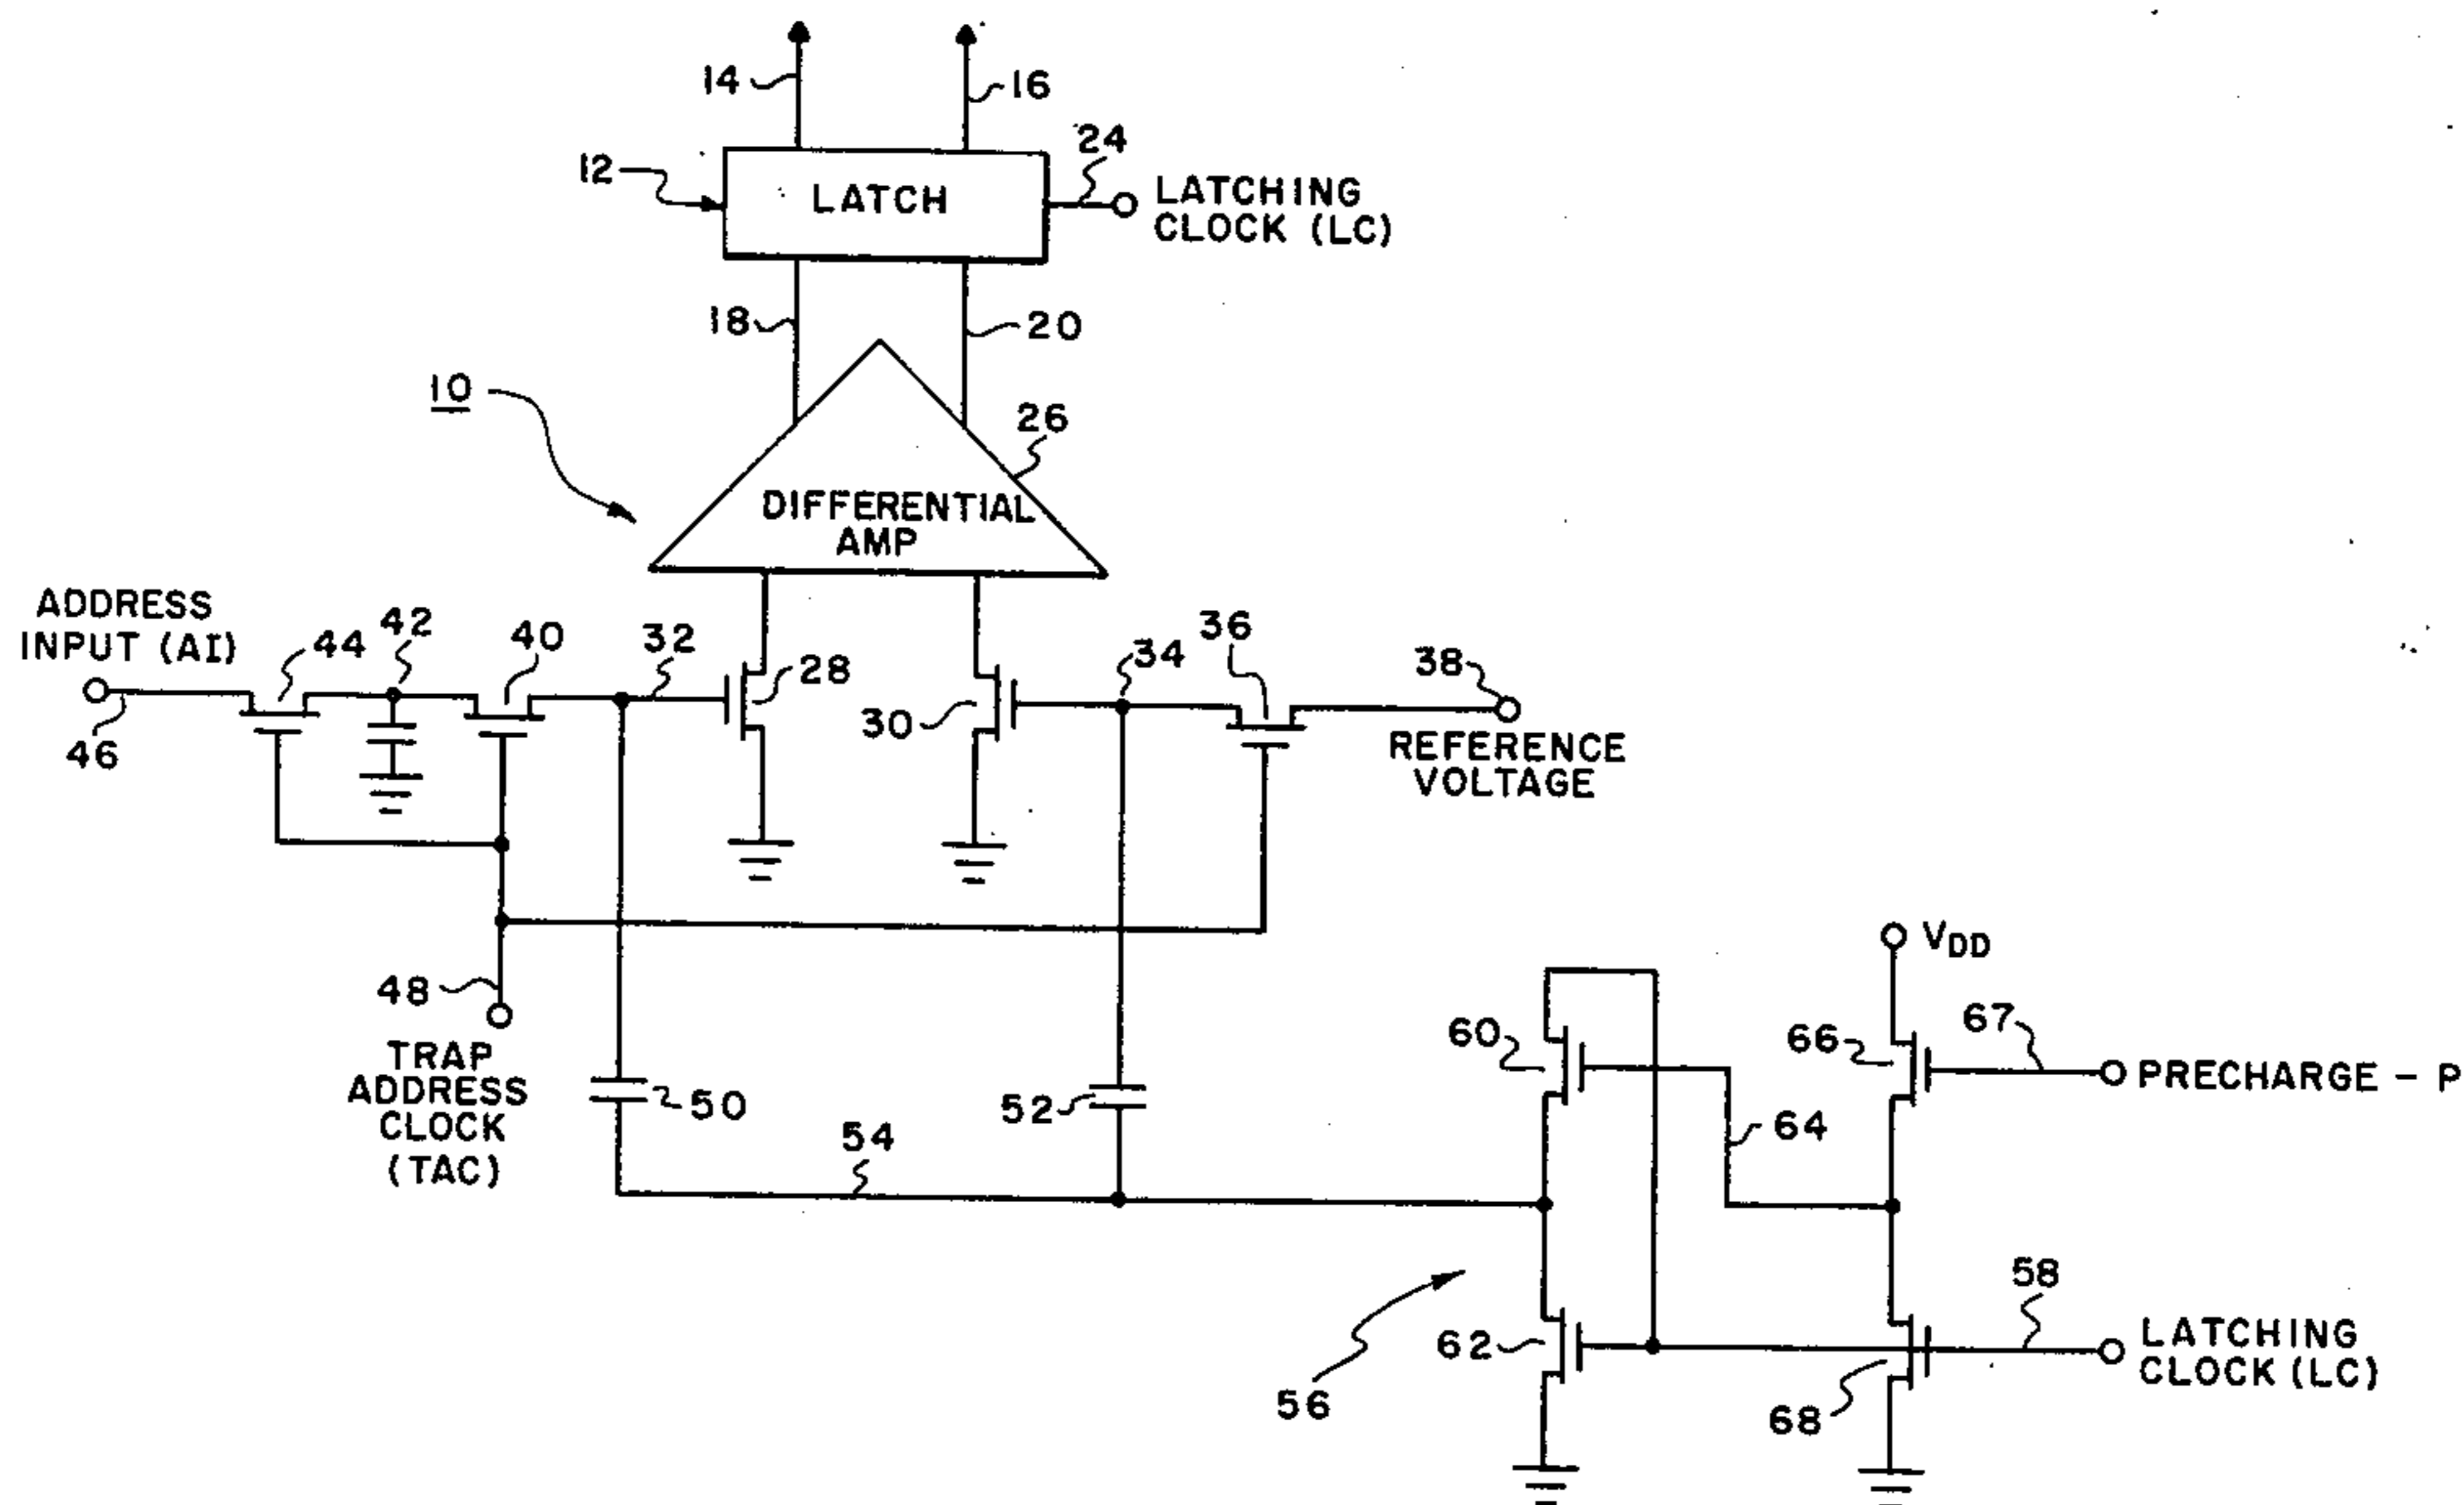 14
16
24
12
LATCH
LATCHING
CLOCK (LC)
18
20
10
26
DIFFERENTIAL
AMP
ADDRESS
INPUT (AI)
44
42
40
32
28
30
34
36
38
46
REFERENCE
VOLTAGE
48
TRAP
ADDRESS
CLOCK
(TAC)
50
52
54
VDD
60
66
67
PRECHARGE - P
64
56
62
58
68
LATCHING
CLOCK (LC)